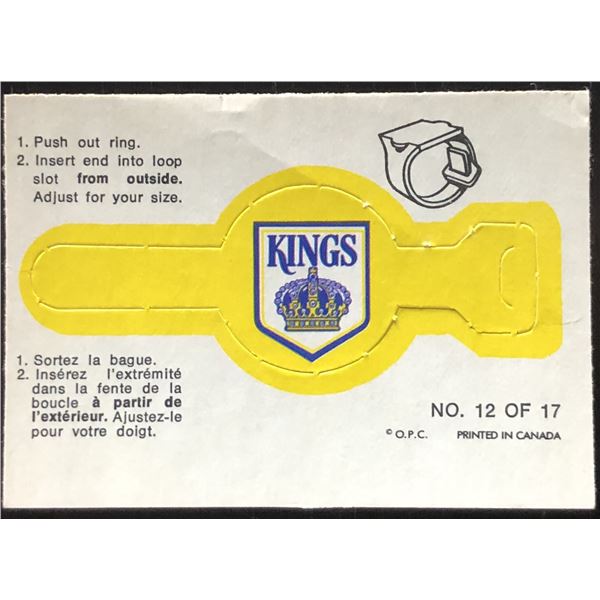 1. Push out ring.
2. Insert end into loop
slot from outside.
Adjust for your size.
KINGS
1. Sortez la bague.
2. Insérez l'extrémité
dans la fente de la
boucle à partir de
l'extérieur. Ajustez-le
pour votre doigt.
NO. 12 OF 17
© O.P.C. PRINTED IN CANADA